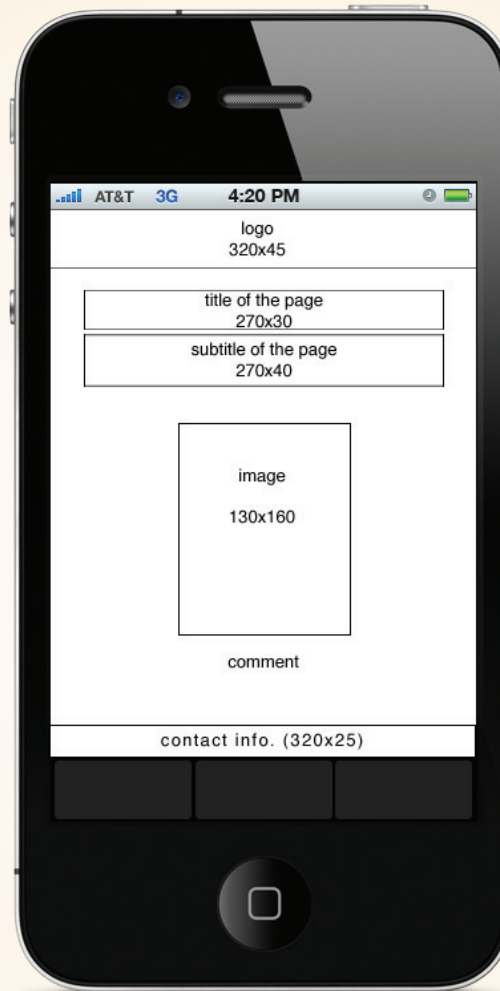 AT&T 3G 4:20 PM
logo
320x45
title of the page
270x30
subtitle of the page
270x40
image
130x160
comment
contact info. (320x25)